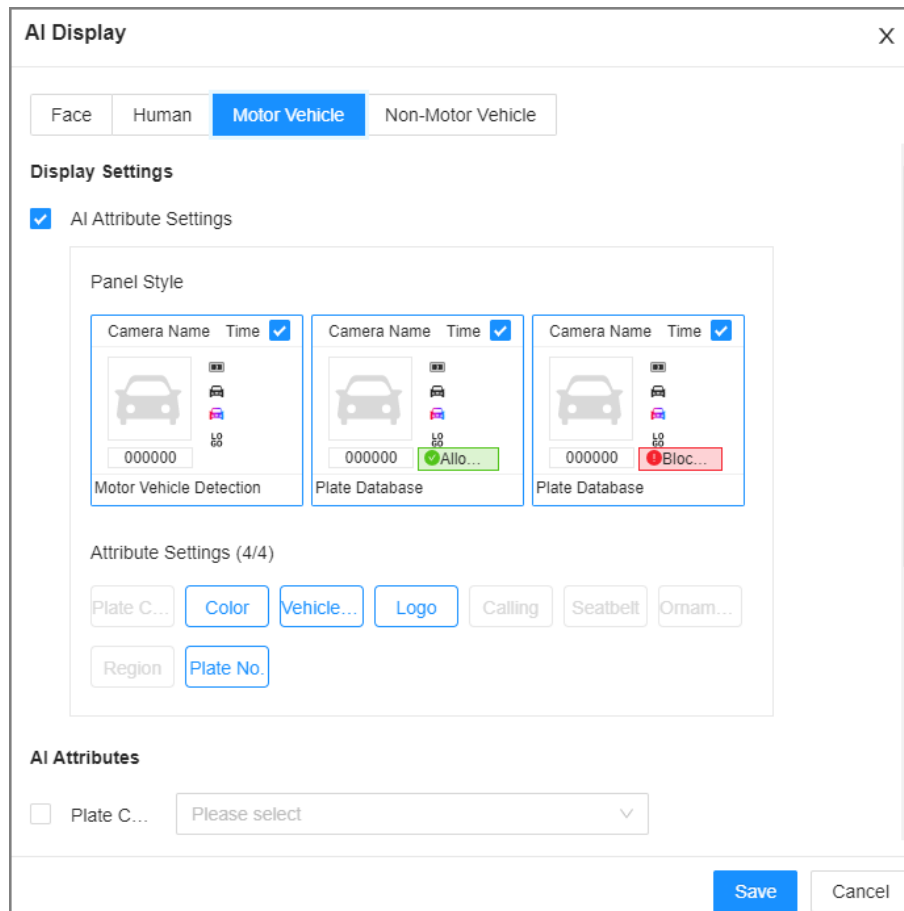 AI Display X
Face Human Motor Vehicle Non-Motor Vehicle
Display Settings
AI Attribute Settings
Panel Style
Camera Name Time Camera Name Time Camera Name Time
LO GO LO GO LO GO
000000 000000 Allo... 000000 Bloc...
Motor Vehicle Detection Plate Database Plate Database
Attribute Settings (4/4)
Plate C... Color Vehicle... Logo Calling Seatbelt Ornam...
Region Plate No.
AI Attributes
Plate C... Please select
Save Cancel